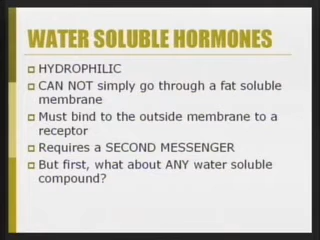 WATER SOLUBLE HORMONES
HYDROPHILIC
CAN NOT simply go through a fat soluble
membrane
Must bind to the outside membrane to a
receptor
Requires a SECOND MESSENGER
But first, what about ANY water soluble
compound?